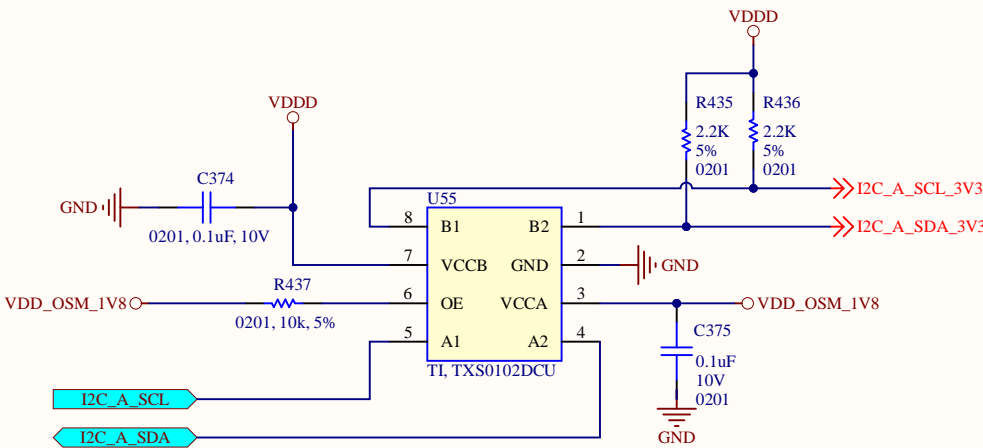 VDDD
VDDD
R435
2.2K
5%
0201
R436
2.2K
5%
0201
C374
GND
0201, 0.1uF, 10V
I2C_A_SCL_3V3
I2C_A_SDA_3V3
U55
8
B1
B2
1
7
VCCB
GND
2
GND
R437
VDD_OSM_1V8
0201, 10k, 5%
6
OE
VCCA
3
VDD_OSM_1V8
5
A1
A2
4
C375
0.1uF
10V
0201
TI, TXS0102DCU
I2C_A_SCL
I2C_A_SDA
GND